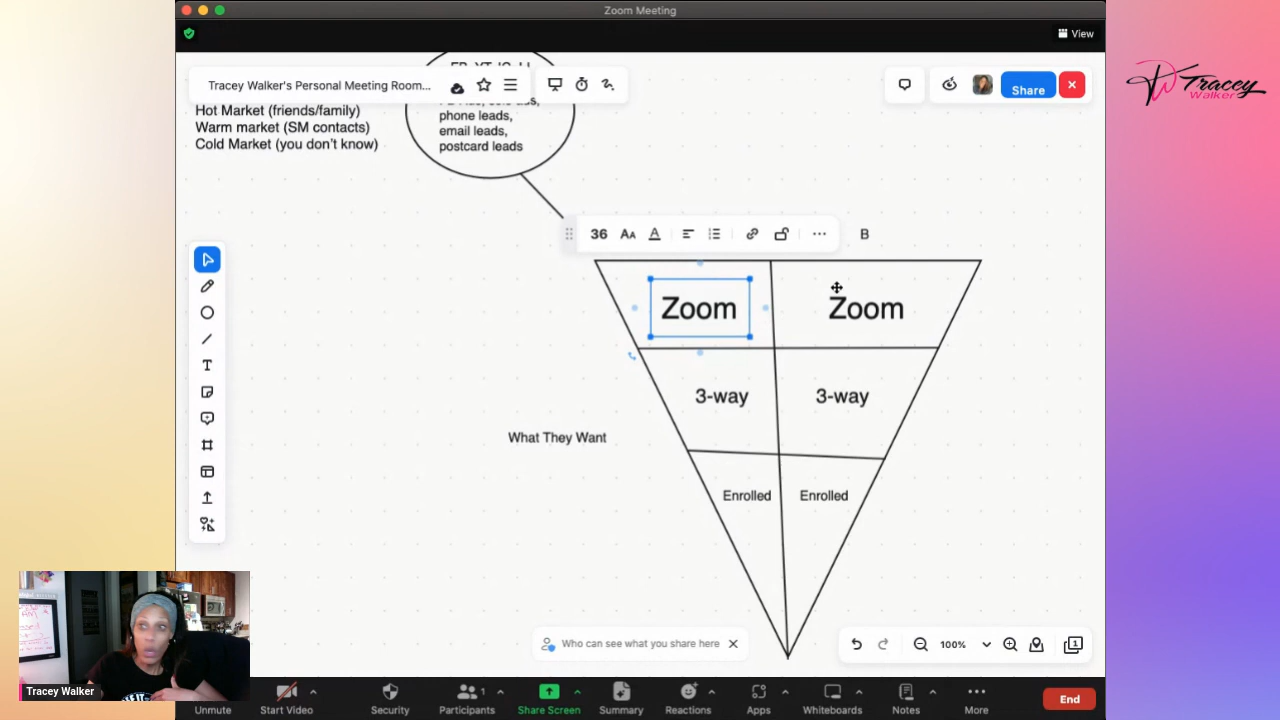 Zoom Meeting
View
Tracey Walker's Personal Meeting Room...
Share
Tracey
Walker
Hot Market (friends/family)
Warm market (SM contacts)
Cold Market (you don't know)
phone leads,
email leads,
postcard leads
36
B
Zoom
Zoom
3-way
3-way
What They Want
Enrolled
Enrolled
Who can see what you share here
100%
Tracey Walker
Unmute
Start Video
Security
Participants
1
Share Screen
Summary
Reactions
Apps
Whiteboards
Notes
More
End